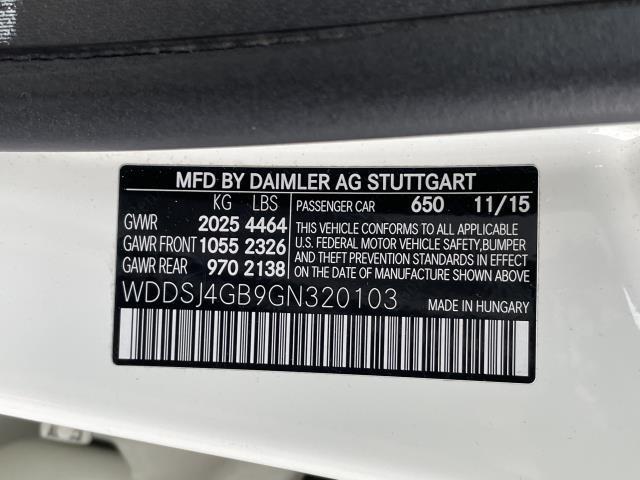 MFD BY DAIMLER AG STUTTGART
KG LBS PASSENGER CAR 650 11/15
GVWR 2025 4464
GAWR FRONT 1055 2326
GAWR REAR 970 2138
THIS VEHICLE CONFORMS TO ALL APPLICABLE
U.S. FEDERAL MOTOR VEHICLE SAFETY,BUMPER
AND THEFT PREVENTION STANDARDS IN EFFECT
ON THE DATE OF MANUFACTURE SHOWN ABOVE.
WDDSJ4GB9GN320103 MADE IN HUNGARY